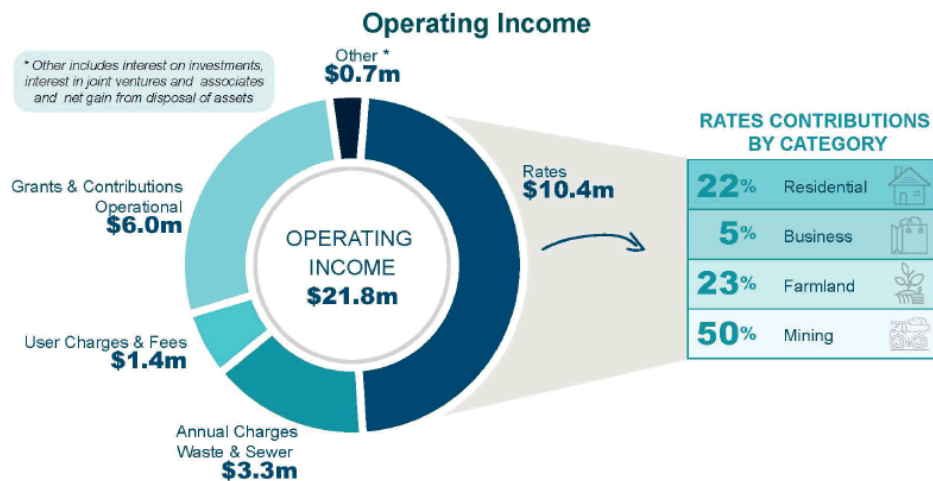 Operating Income
* Other includes interest on investments,
interest in joint ventures and associates
and net gain from disposal of assets
Other *
$0.7m
Rates
$10.4m
Grants & Contributions
Operational
$6.0m
OPERATING
INCOME
$21.8m
User Charges & Fees
$1.4m
Annual Charges
Waste & Sewer
$3.3m
RATES CONTRIBUTIONS
BY CATEGORY
22% Residential
5% Business
23% Farmland
50% Mining